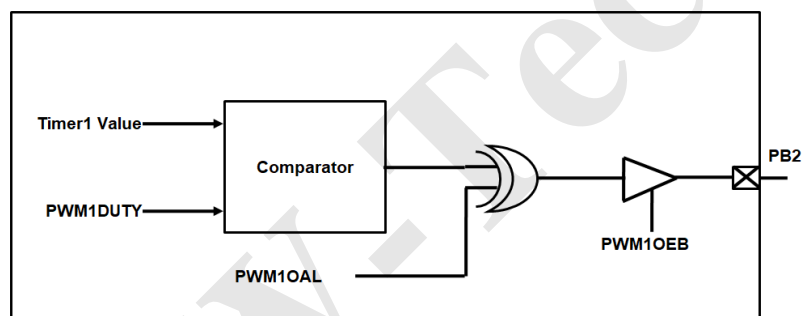 Timer1 Value
Comparator
PB2
PWM1DUTY
PWM1OEB
PWM1OAL